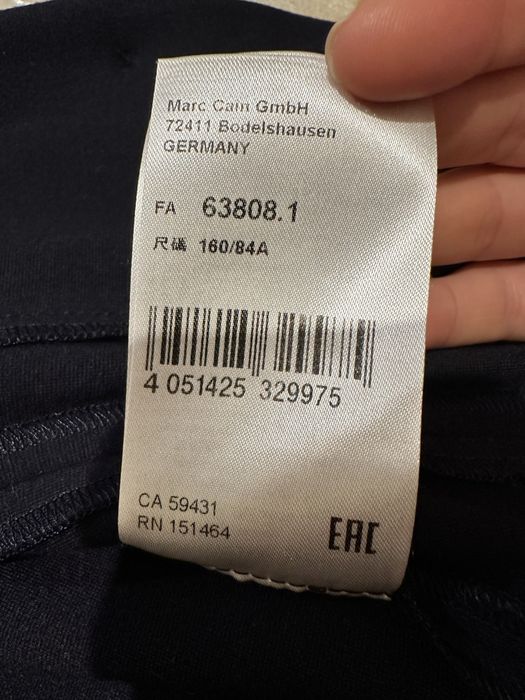 Marc Cain GmbH
72411 Bodelshausen
GERMANY
FA 63808.1
尺碼 160/84A
4 051425 329975
CA 59431
RN 151464
EAC